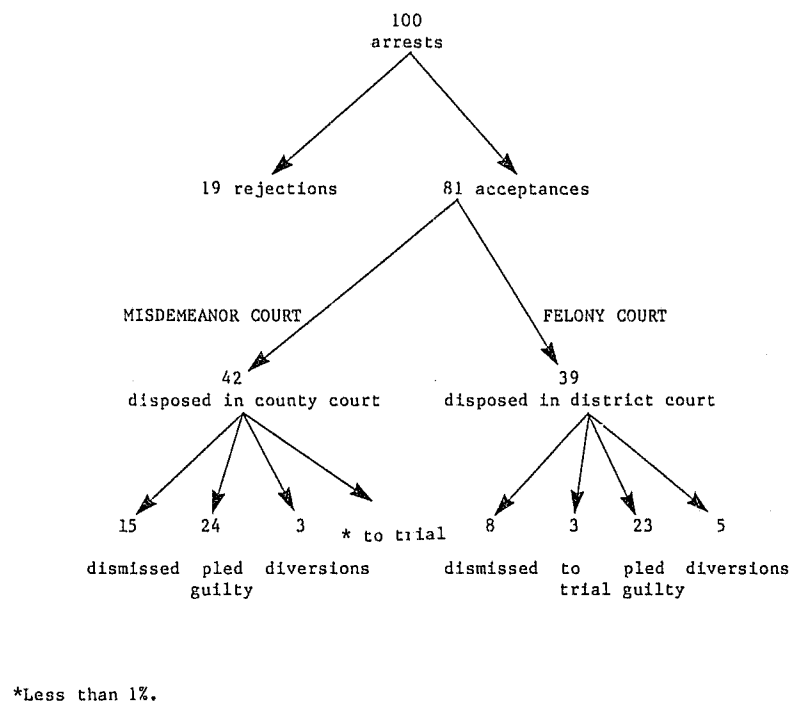 100
arrests
19 rejections 81 acceptances
MISDEMEANOR COURT FELONY COURT
42 39
disposed in county court disposed in district court
15 24 3 * to trial 8 3 23 5
dismissed pled diversions dismissed to pled diversions
guilty trial guilty
*Less than 1%.